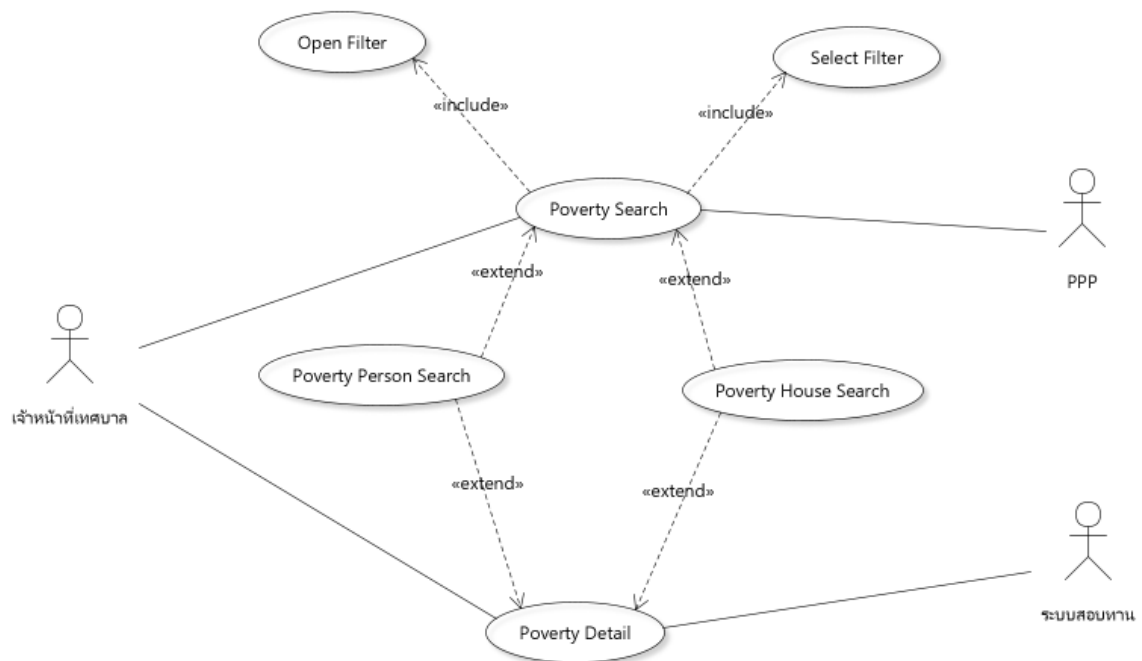 Open Filter
Select Filter
«include»
«include»
Poverty Search
«extend»
«extend»
PPP
Poverty Person Search
Poverty House Search
เจ้าหน้าที่เทศบาล
«extend»
«extend»
ระบบสอบทาน
Poverty Detail